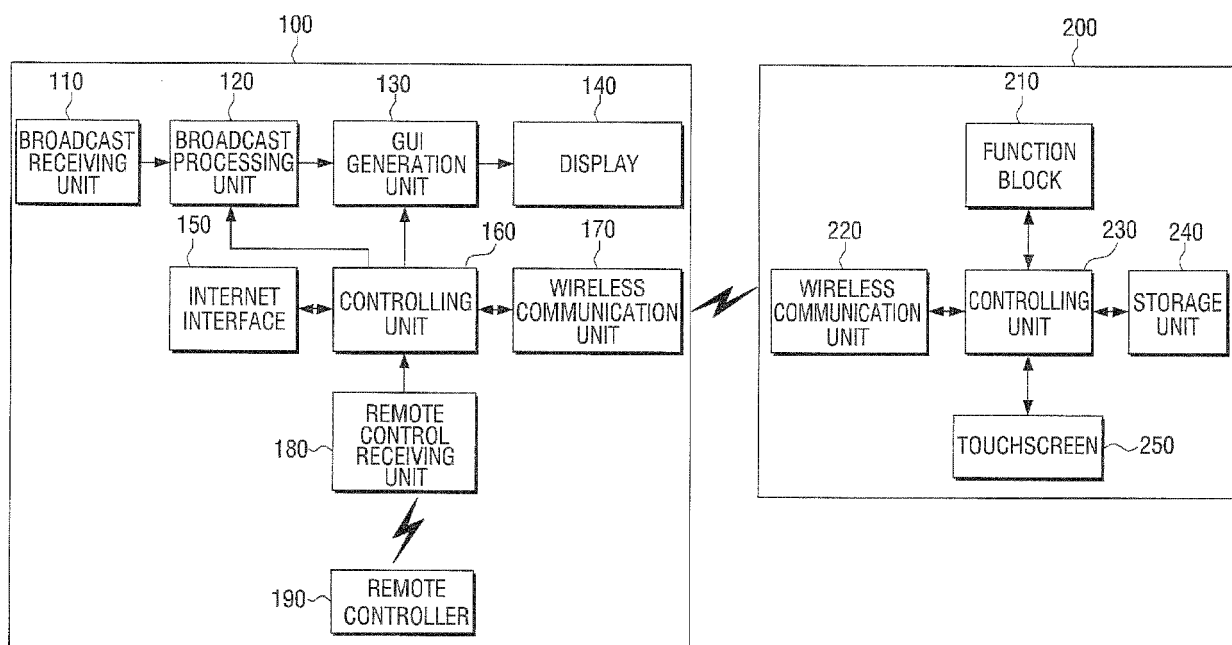 100
200
110
120
130
140
210
BROADCAST
RECEIVING
UNIT
BROADCAST
PROCESSING
UNIT
GUI
GENERATION
UNIT
DISPLAY
FUNCTION
BLOCK
150
160
170
220
230
240
INTERNET
INTERFACE
CONTROLLING
UNIT
WIRELESS
COMMUNICATION
UNIT
WIRELESS
COMMUNICATION
UNIT
CONTROLLING
UNIT
STORAGE
UNIT
180
REMOTE
CONTROL
RECEIVING
UNIT
TOUCHSCREEN
250
190
REMOTE
CONTROLLER